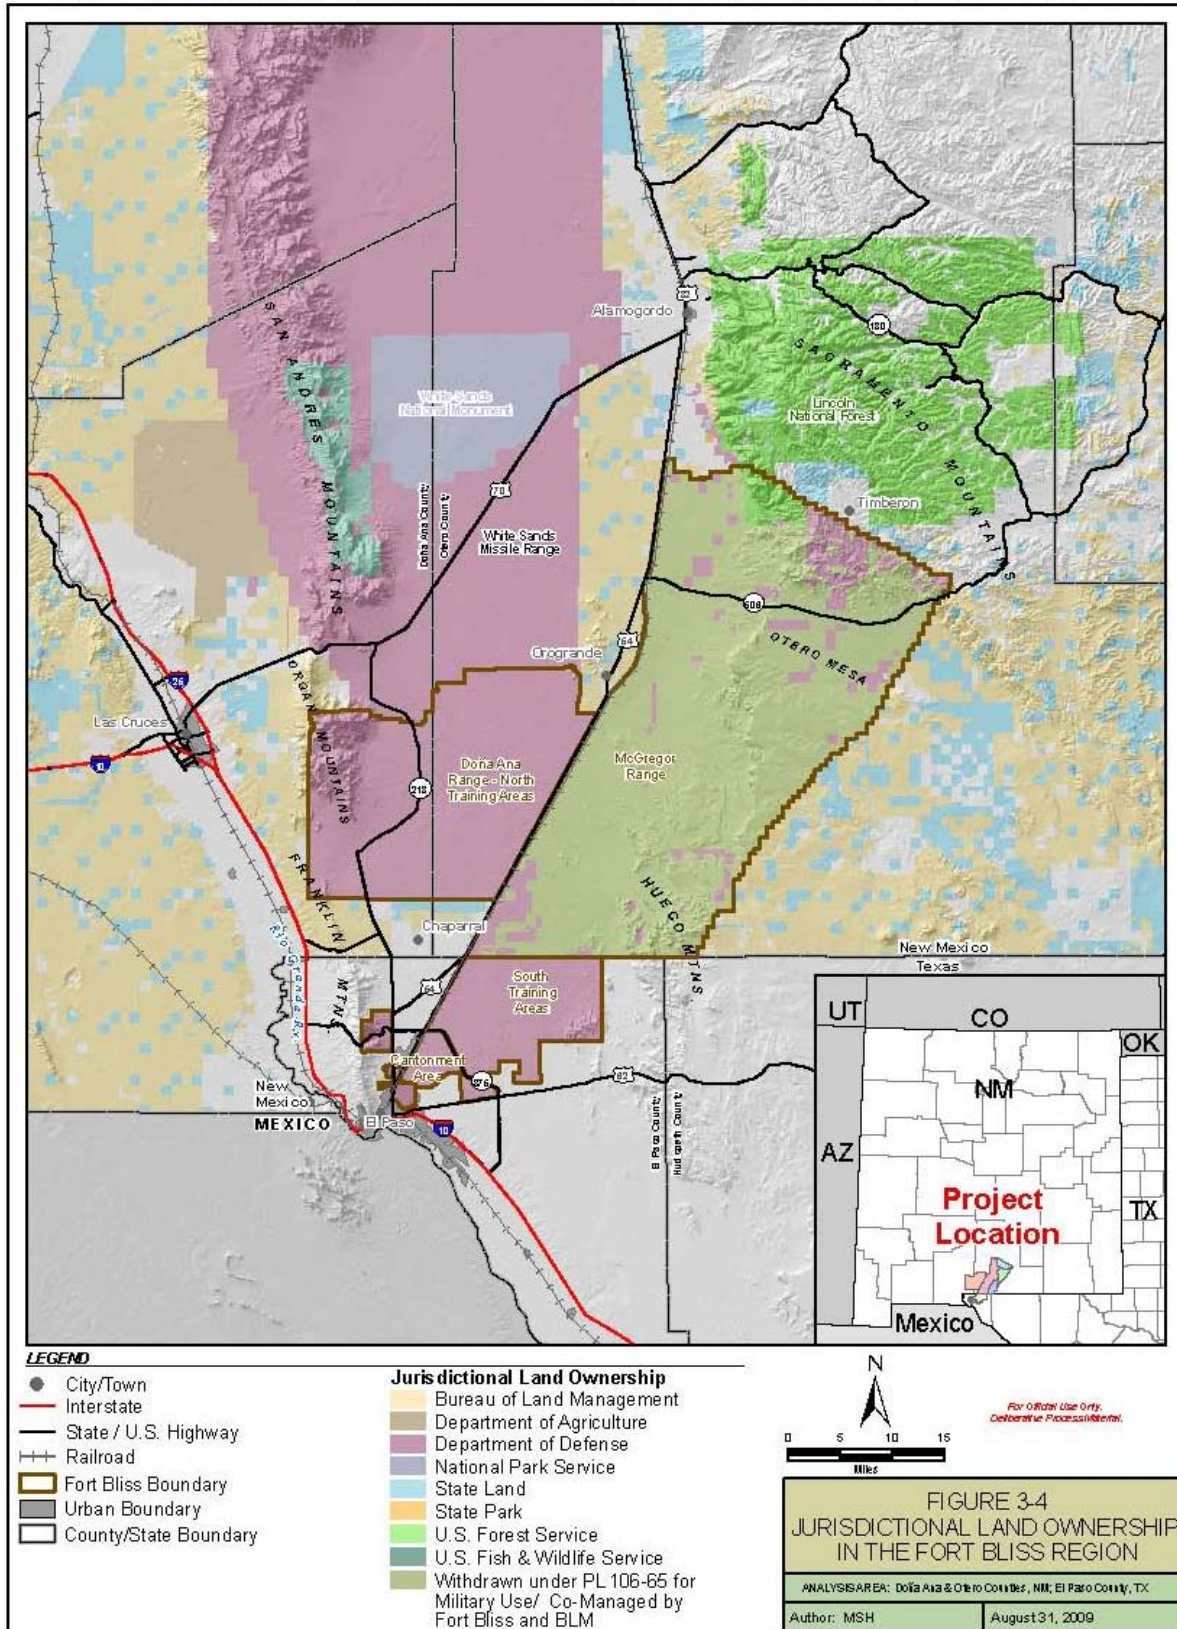 Alamogordo
82
180
SAN ANDRES MOUNTAINS
SACRAMENTO MOUNTAINS
White Sands
National Monument
Lincoln
National Forest
70
Doña Ana County
Otero County
White Sands
Missile Range
Timberon
506
OTERO MESA
54
Orogrande
25
Las Cruces
10
ORGAN MOUNTAINS
Doña Ana
Range - North
Training Areas
213
McGregor
Range
FRANKLIN MTNS
HUECO MTNS
Chaparral
Rio Grande Rv.
New Mexico
Texas
54
South
Training
Areas
Cantonment
Area
375
62
New
Mexico
MEXICO
El Paso
10
El Paso County
Hudspeth County
UT
CO
OK
NM
AZ
TX
Project
Location
Mexico
LEGEND
City/Town
Interstate
State / U.S. Highway
Railroad
Fort Bliss Boundary
Urban Boundary
County/State Boundary
Jurisdictional Land Ownership
Bureau of Land Management
Department of Agriculture
Department of Defense
National Park Service
State Land
State Park
U.S. Forest Service
U.S. Fish & Wildlife Service
Withdrawn under PL 106-65 for
Military Use/ Co-Managed by
Fort Bliss and BLM
N
0 5 10 15
Miles
For Official Use Only.
Deliberative Process Material.
FIGURE 3-4
JURISDICTIONAL LAND OWNERSHIP
IN THE FORT BLISS REGION
ANALYSIS AREA: Doña Ana & Otero Counties, NM; El Paso County, TX
Author: MSH
August 31, 2009